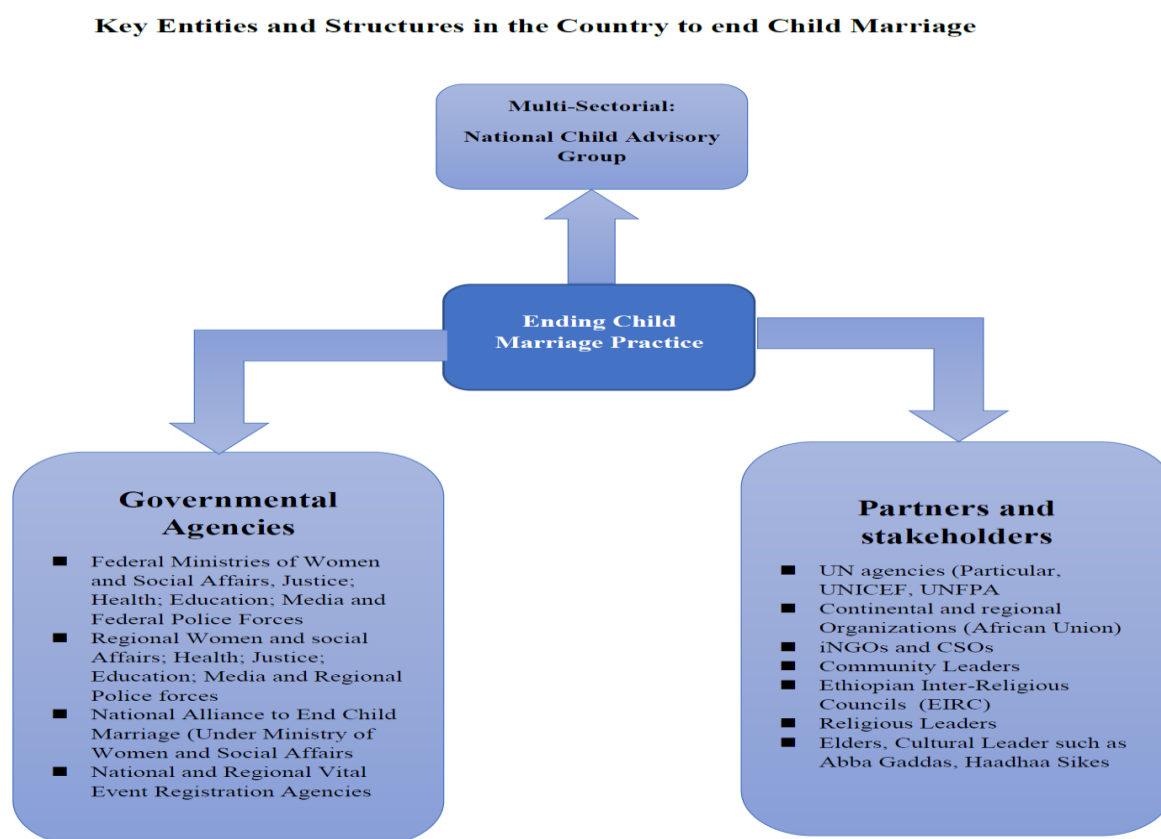 Key Entities and Structures in the Country to end Child Marriage
Multi-Sectorial:
National Child Advisory
Group
Ending Child
Marriage Practice
Governmental
Agencies
■ Federal Ministries of Women
and Social Affairs, Justice;
Health; Education; Media and
Federal Police Forces
■ Regional Women and social
Affairs; Health; Justice;
Education; Media and Regional
Police forces
■ National Alliance to End Child
Marriage (Under Ministry of
Women and Social Affairs
■ National and Regional Vital
Event Registration Agencies
Partners and
stakeholders
■ UN agencies (Particular,
UNICEF, UNFPA
■ Continental and regional
Organizations (African Union)
■ iNGOs and CSOs
■ Community Leaders
■ Ethiopian Inter-Religious
Councils (EIRC)
■ Religious Leaders
■ Elders, Cultural Leader such as
Abba Gaddas, Haadhaa Sikes